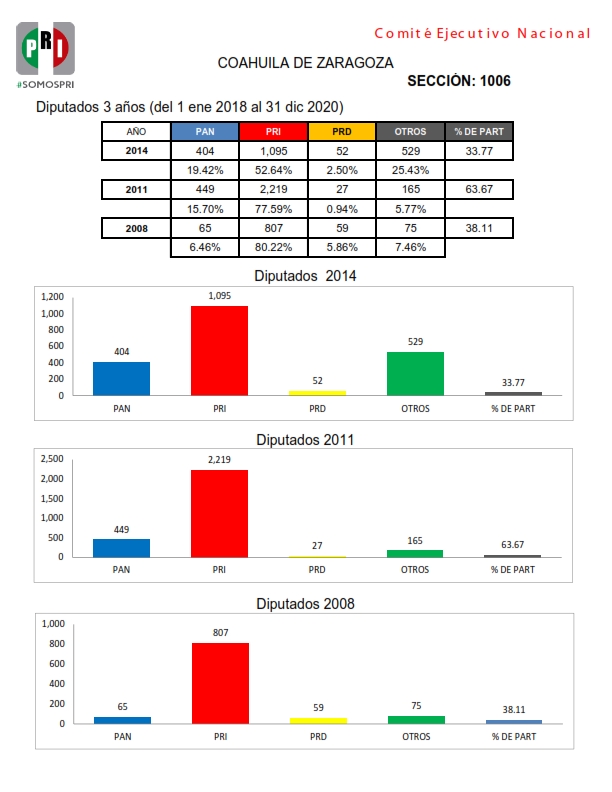 PRI
#SOMOSPRI
Comité Ejecutivo Nacional
COAHUILA DE ZARAGOZA
SECCIÓN: 1006
Diputados 3 años (del 1 ene 2018 al 31 dic 2020)
AÑO PAN PRI PRD OTROS % DE PART
2014 404 1,095 52 529 33.77
19.42% 52.64% 2.50% 25.43%
2011 449 2,219 27 165 63.67
15.70% 77.59% 0.94% 5.77%
2008 65 807 59 75 38.11
6.46% 80.22% 5.86% 7.46%
Diputados 2014
1,200
1,000
800
600
400
200
0
404 1,095 52 529 33.77
PAN PRI PRD OTROS % DE PART
Diputados 2011
2,500
2,000
1,500
1,000
500
0
449 2,219 27 165 63.67
PAN PRI PRD OTROS % DE PART
Diputados 2008
1,000
800
600
400
200
0
65 807 59 75 38.11
PAN PRI PRD OTROS % DE PART